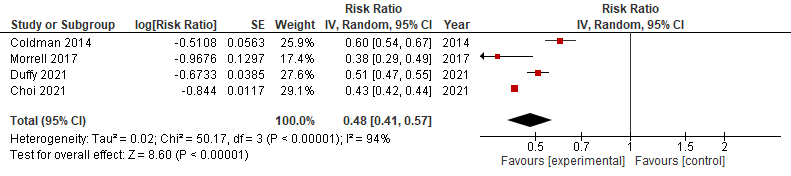 Risk Ratio Risk Ratio
Study or Subgroup log[Risk Ratio] SE Weight IV, Random, 95% CI Year IV, Random, 95% CI
Coldman 2014 -0.5108 0.0563 25.9% 0.60 [0.54, 0.67] 2014
Morrell 2017 -0.9676 0.1297 17.4% 0.38 [0.29, 0.49] 2017
Duffy 2021 -0.6733 0.0385 27.6% 0.51 [0.47, 0.55] 2021
Choi 2021 -0.844 0.0117 29.1% 0.43 [0.42, 0.44] 2021
Total (95% CI) 100.0% 0.48 [0.41, 0.57]
Heterogeneity: Tau² = 0.02; Chi² = 50.17, df = 3 (P < 0.00001); I² = 94%
Test for overall effect: Z = 8.60 (P < 0.00001)
0.5 0.7 1 1.5 2
Favours [experimental] Favours [control]